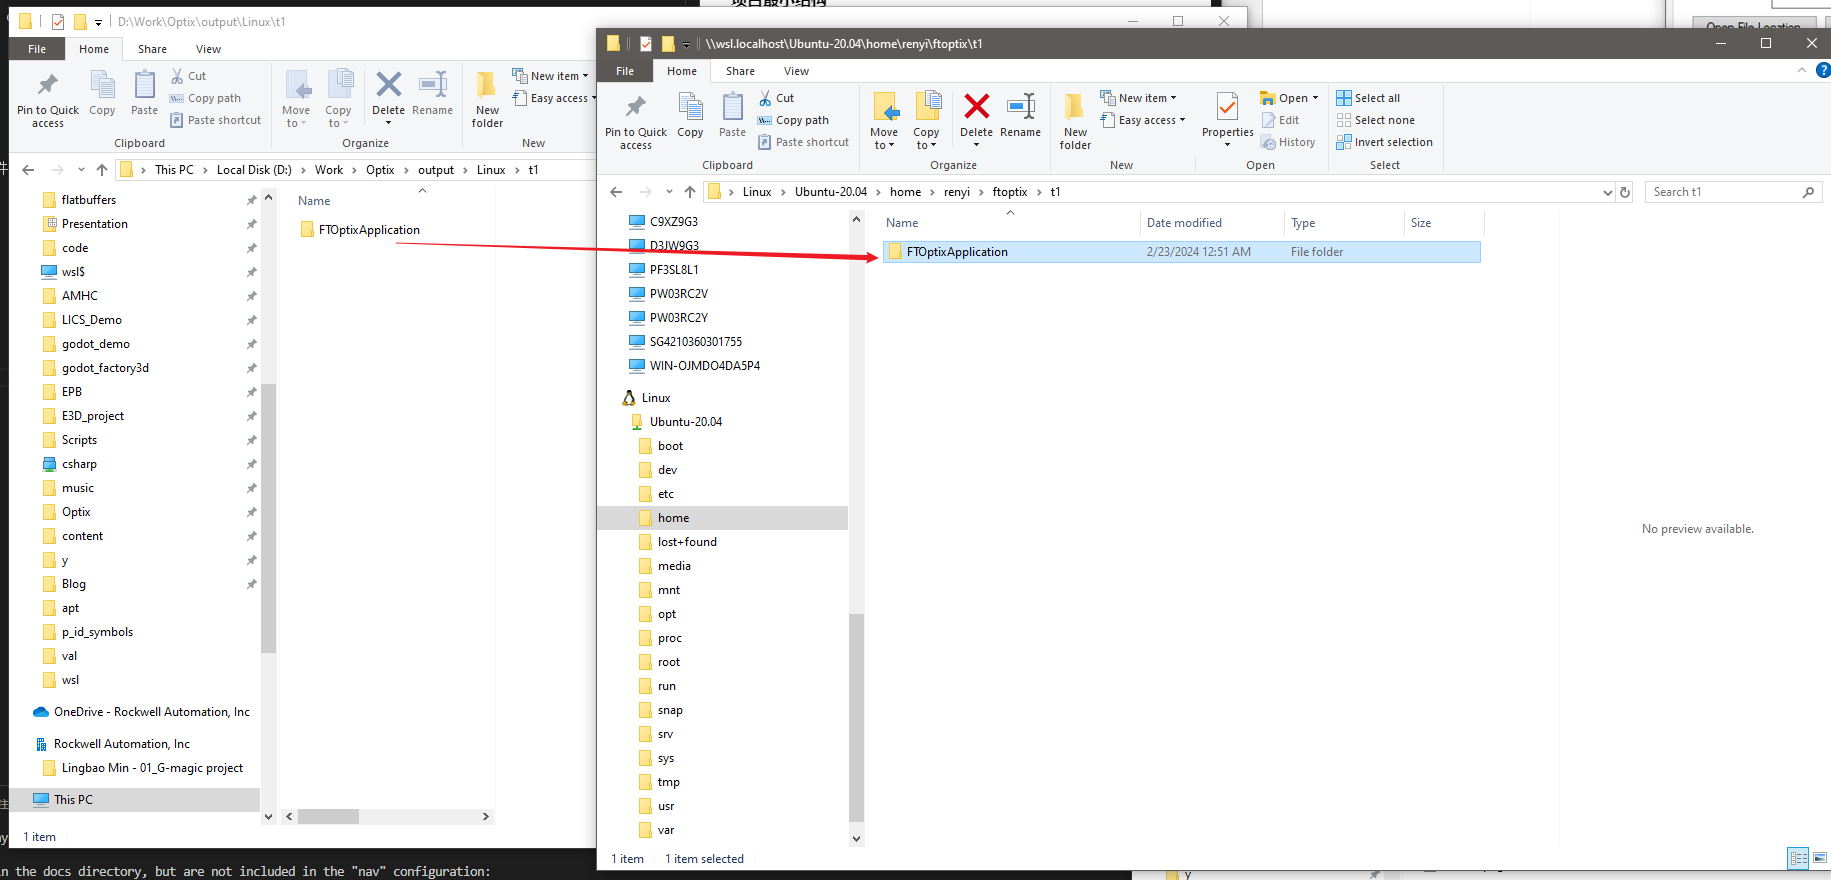 D:\Work\Optix\output\Linux\t1
File
Home
Share
View
Pin to Quick access
Copy
Paste
Cut
Copy path
Paste shortcut
Clipboard
Move to
Copy to
Delete
Rename
Organize
New folder
New item
Easy access
New
This PC
Local Disk (D:)
Work
Optix
output
Linux
t1
flatbuffers
Presentation
code
wsl$
AMHC
LICS_Demo
godot_demo
godot_factory3d
EPB
E3D_project
Scripts
csharp
music
Optix
content
y
Blog
apt
p_id_symbols
val
wsl
OneDrive - Rockwell Automation, Inc
Rockwell Automation, Inc
Lingbao Min - 01_G-magic project
This PC
Name
FTOptixApplication
1 item
\\wsl.localhost\Ubuntu-20.04\home\renyi\ftoptix\t1
File
Home
Share
View
Pin to Quick access
Copy
Paste
Cut
Copy path
Paste shortcut
Clipboard
Move to
Copy to
Delete
Rename
Organize
New folder
New item
Easy access
New
Properties
Open
Edit
History
Open
Select all
Select none
Invert selection
Select
Linux
Ubuntu-20.04
home
renyi
ftoptix
t1
Search t1
C9XZ9G3
D3JW9G3
PF3SL8L1
PW03RC2V
PW03RC2Y
SG4210360301755
WIN-OJMDO4DA5P4
Linux
Ubuntu-20.04
boot
dev
etc
home
lost+found
media
mnt
opt
proc
root
run
snap
srv
sys
tmp
usr
var
Name
Date modified
Type
Size
FTOptixApplication
2/23/2024 12:51 AM
File folder
No preview available.
1 item
1 item selected
n the docs directory, but are not included in the "nav" configuration:
y